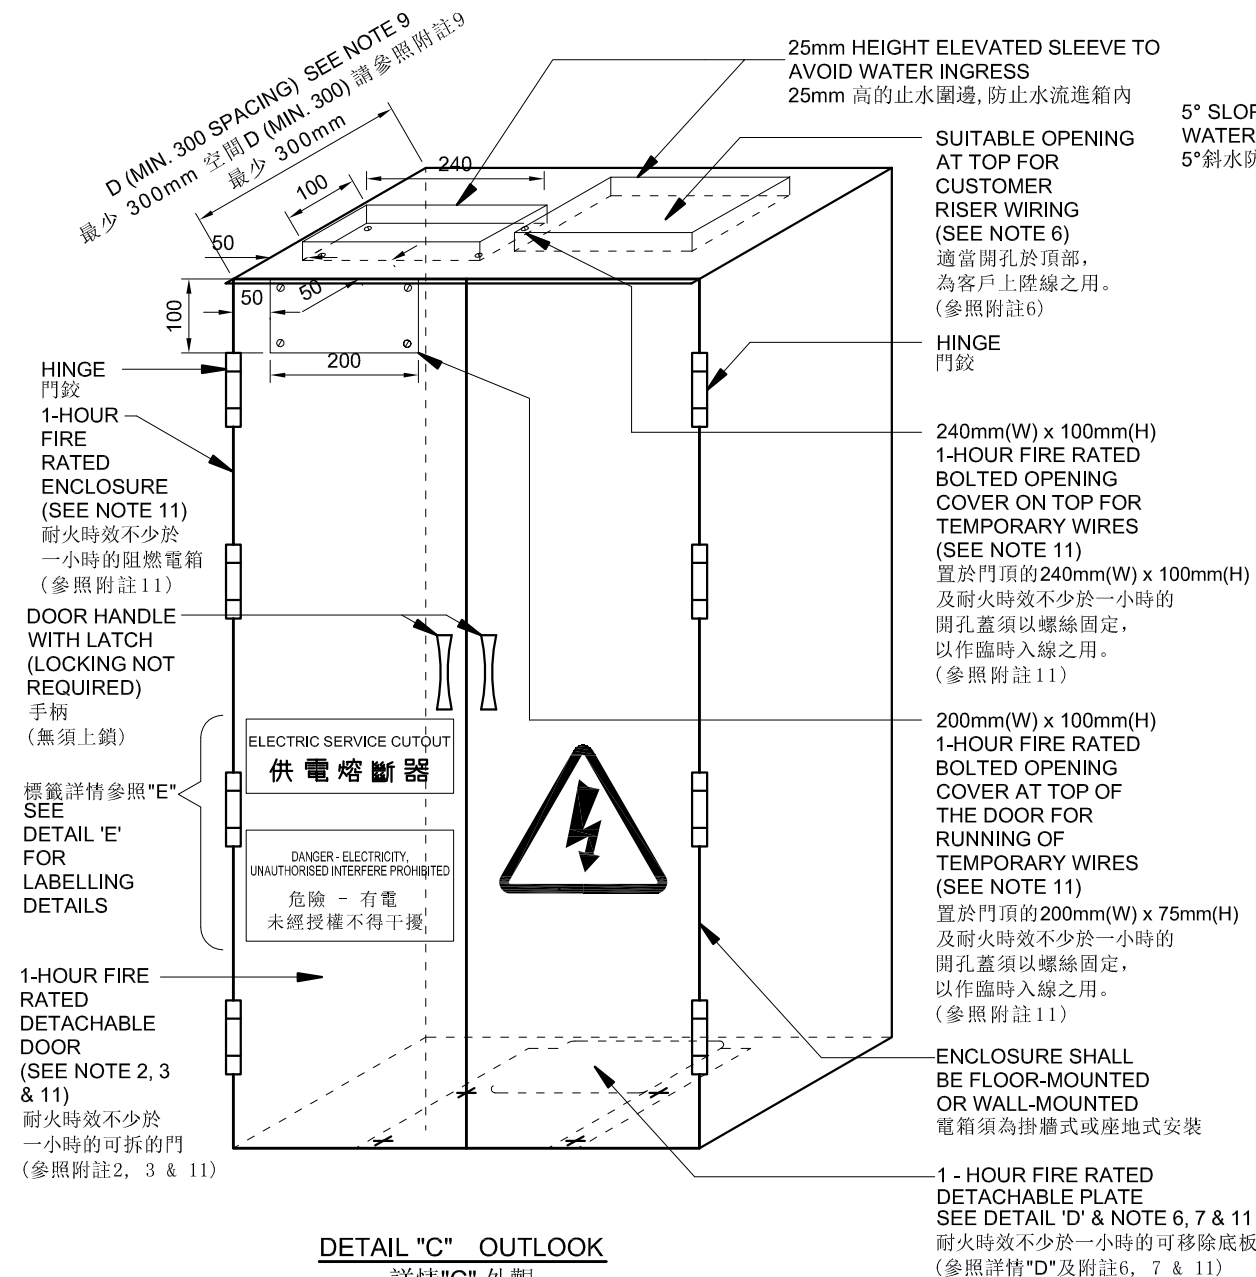 D (MIN. 300 SPACING) SEE NOTE 9
最少 300mm 空間D (MIN. 300) 請參照附註9
最少 300mm
240
100
50
50
50
100
200
25mm HEIGHT ELEVATED SLEEVE TO
AVOID WATER INGRESS
25mm 高的止水圍邊, 防止水流進箱內
5°
WATER
5°斜水
SUITABLE OPENING
AT TOP FOR
CUSTOMER
RISER WIRING
(SEE NOTE 6)
適當開孔於頂部，
為客戶上陞線之用。
(參照附註6)
HINGE
門鉸
HINGE
門鉸
1-HOUR
FIRE
RATED
ENCLOSURE
(SEE NOTE 11)
耐火時效不少於
一小時的阻燃電箱
(參照附註11)
240mm(W) x 100mm(H)
1-HOUR FIRE RATED
BOLTED OPENING
COVER ON TOP FOR
TEMPORARY WIRES
(SEE NOTE 11)
置於門頂的240mm(W) x 100mm(H)
及耐火時效不少於一小時的
開孔蓋須以螺絲固定，
以作臨時入線之用。
(參照附註11)
DOOR HANDLE
WITH LATCH
(LOCKING NOT
REQUIRED)
手柄
(無須上鎖)
ELECTRIC SERVICE CUTOUT
供電熔斷器
標籤詳情參照"E"
SEE
DETAIL 'E'
FOR
LABELLING
DETAILS
DANGER - ELECTRICITY,
UNAUTHORISED INTERFERE PROHIBITED
危險 - 有電
未經授權不得干擾
200mm(W) x 100mm(H)
1-HOUR FIRE RATED
BOLTED OPENING
COVER AT TOP OF
THE DOOR FOR
RUNNING OF
TEMPORARY WIRES
(SEE NOTE 11)
置於門頂的200mm(W) x 75mm(H)
及耐火時效不少於一小時的
開孔蓋須以螺絲固定，
以作臨時入線之用。
(參照附註11)
1-HOUR FIRE
RATED
DETACHABLE
DOOR
(SEE NOTE 2, 3
& 11)
耐火時效不少於
一小時的可拆的門
(參照附註2, 3 & 11)
ENCLOSURE SHALL
BE FLOOR-MOUNTED
OR WALL-MOUNTED
電箱須為掛牆式或座地式安裝
1 - HOUR FIRE RATED
DETACHABLE PLATE
SEE DETAIL 'D' & NOTE 6, 7 & 11
耐火時效不少於一小時的可移除底板
(參照詳情"D"及附註6, 7 & 11)
DETAIL "C" OUTLOOK
詳情"C" 外觀